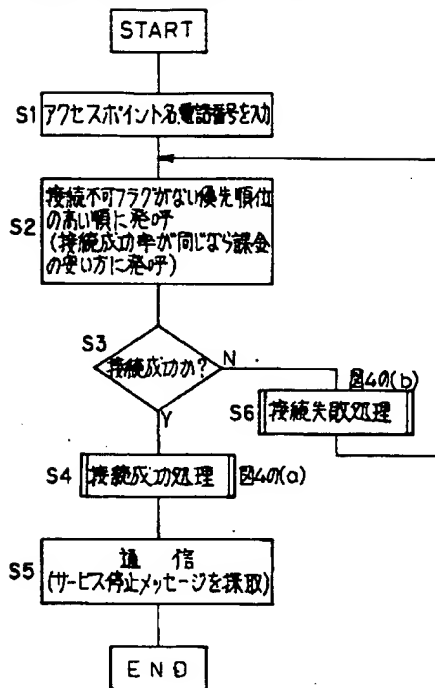 START
S1 アクセスポイント名,電話番号を入力
S2 接続不可フラグがない優先順位
の高い順に発呼
(接続成功率が同じなら課金
の安い方に発呼)
S3 接続成功か?
N
Y
図4の(b)
S6 接続失敗処理
S4 接続成功処理 図4の(a)
S5 通信
(サービス停止メッセージを採取)
END